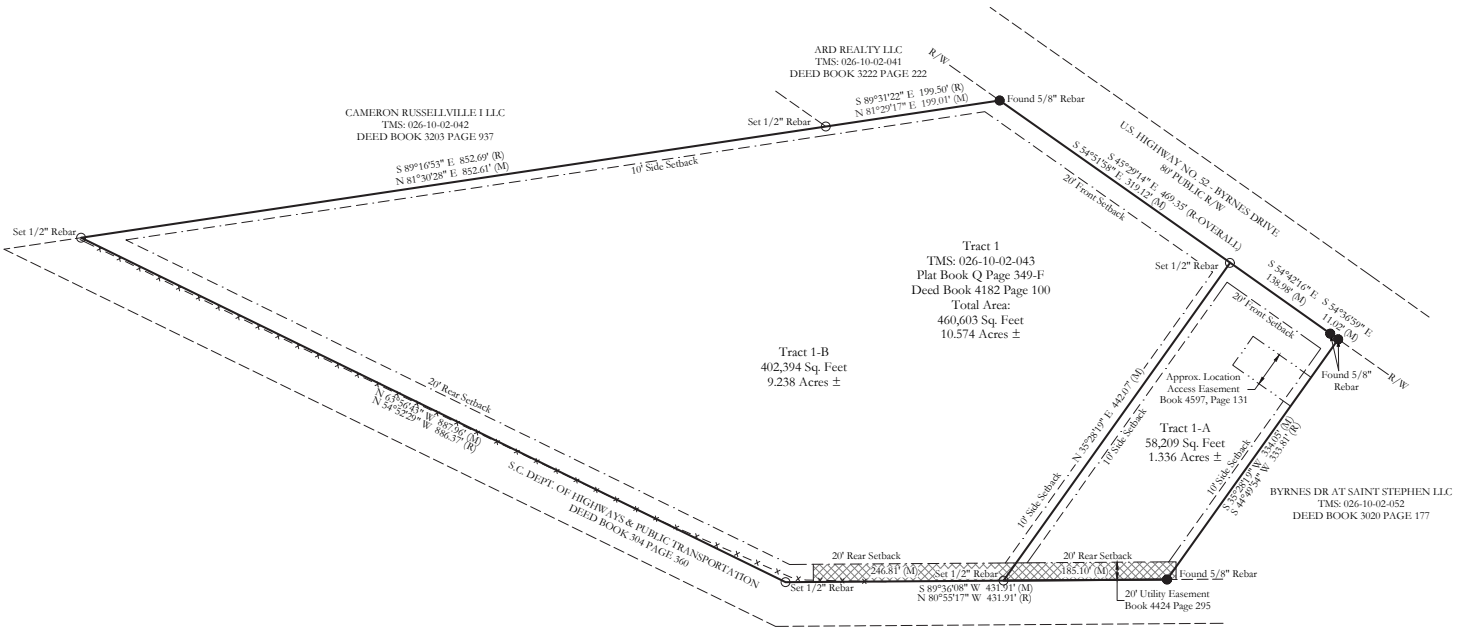 ARD REALTY LLC
TMS: 026-10-02-041
DEED BOOK 3222 PAGE 222
R/W
S 89°31'22" E 199.50' (R)
N 81°29'17" E 199.01' (M)
Found 5/8" Rebar
CAMERON RUSSELLVILLE I LLC
TMS: 026-10-02-042
DEED BOOK 3203 PAGE 937
Set 1/2" Rebar
S 89°16'53" E 852.69' (R)
N 81°30'28" E 852.61' (M)
10' Side Setback
U.S. HIGHWAY NO. 52 - BYRNES DRIVE
80' PUBLIC R/W
S 45°29'14" E 469.35' (R-OVERALL)
S 54°51'58" E 319.12' (M)
20' Front Setback
Set 1/2" Rebar
Tract 1
TMS: 026-10-02-043
Plat Book Q Page 349-F
Deed Book 4182 Page 100
Total Area:
460,603 Sq. Feet
10.574 Acres ±
Set 1/2" Rebar
S 54°42'16" E
138.98' (M)
S 54°36'59" E
11.02' (M)
20' Front Setback
Tract 1-B
402,394 Sq. Feet
9.238 Acres ±
Found 5/8"
Rebar
R/W
Approx. Location
Access Easement
Book 4597, Page 131
20' Rear Setback
N 63°56'43" W 887.96' (M)
N 54°52'29" W 886.37' (R)
N 35°28'19" E 442.07' (M)
10' Side Setback
Tract 1-A
58,209 Sq. Feet
1.336 Acres ±
10' Side Setback
S 35°28'19" W 334.05' (M)
S 44°49'54" W 333.81' (R)
S.C. DEPT. OF HIGHWAYS & PUBLIC TRANSPORTATION
DEED BOOK 304 PAGE 360
10' Side Setback
BYRNES DR AT SAINT STEPHEN LLC
TMS: 026-10-02-052
DEED BOOK 3020 PAGE 177
20' Rear Setback
20' Rear Setback
246.81' (M)
Set 1/2" Rebar
185.10' (M)
Found 5/8" Rebar
Set 1/2" Rebar
S 89°36'08" W 431.91' (M)
N 80°55'17" W 431.91' (R)
20' Utility Easement
Book 4424 Page 295